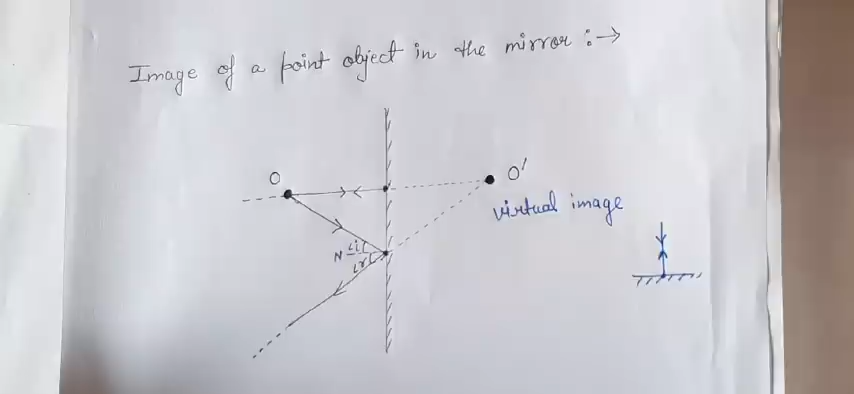 Image of a point object in the mirror :→
O
O'
virtual image
N ∠i
∠r